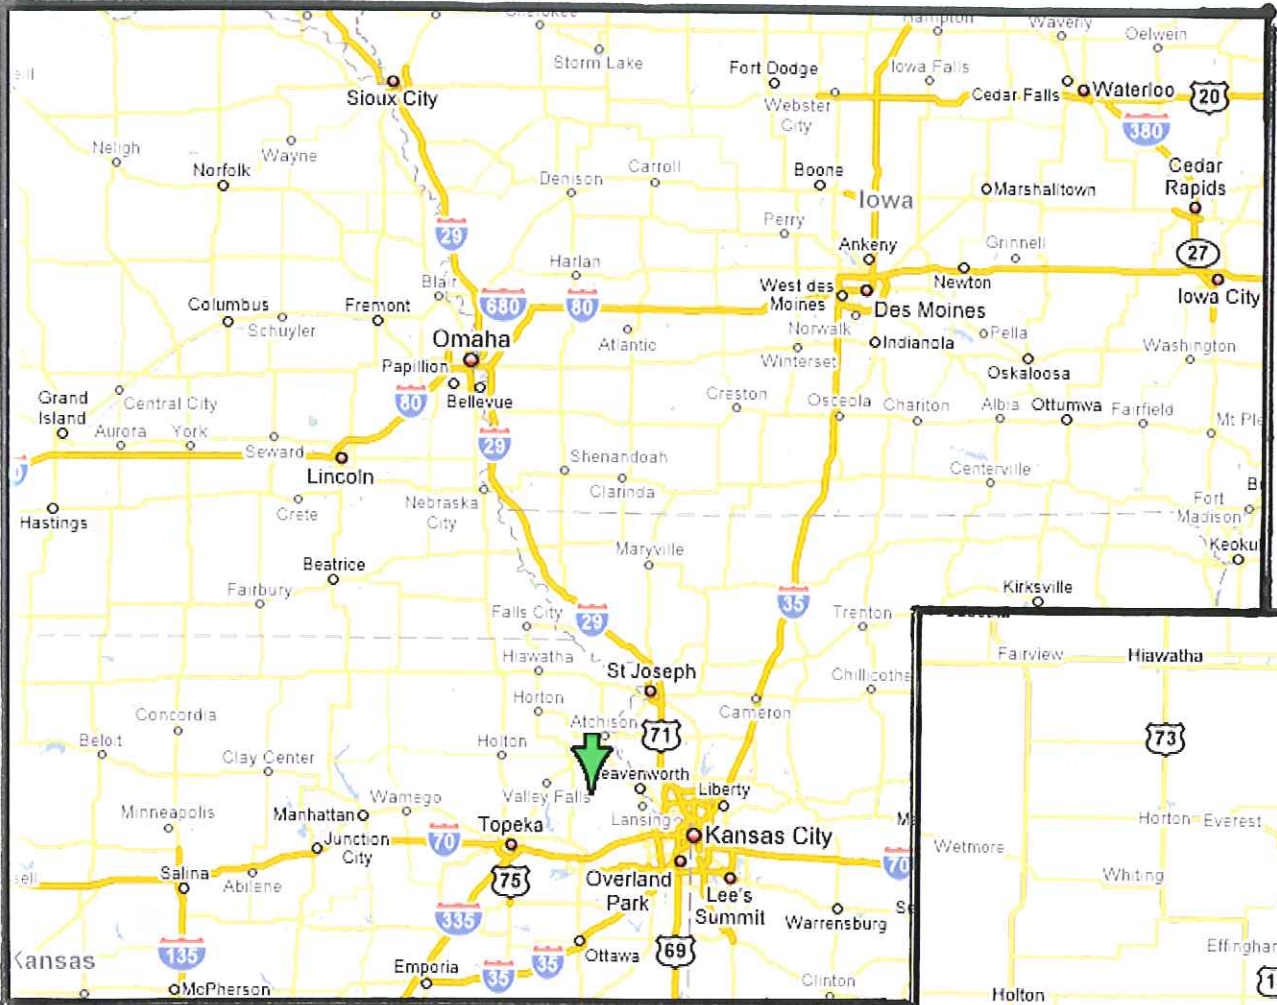 Hampton
Waverly
Oelwein
Storm Lake
Fort Dodge
Iowa Falls
Sioux City
Webster
City
Cedar Falls
Waterloo
20
380
Neligh
Wayne
Norfolk
Denison
Carroll
Boone
Marshalltown
Cedar
Rapids
Iowa
Perry
29
Ankeny
Grinnell
27
Harlan
Blair
680
80
West des
Moines
Newton
Iowa City
Columbus
Schuyler
Fremont
Des Moines
Omaha
Atlantic
Norwalk
Winterset
Indianola
Pella
Washington
Papillion
Oskaloosa
Bellevue
80
Grand
Island
Central City
Creston
Osceola
Chariton
Albia
Ottumwa
Fairfield
Mt Ple
Aurora
York
Seward
29
Lincoln
Shenandoah
Clarinda
Centerville
Hastings
Crete
Nebraska
City
Fort
Madison
Maryville
Keoku
Beatrice
Fairbury
Kirksville
35
Falls City
29
Trenton
Hiawatha
St Joseph
Chillicothe
Horton
Atchison
Cameron
71
Concordia
Beloit
Clay Center
Holton
Leavenworth
Liberty
Valley Falls
Minneapolis
Manhattan
Wamego
Lansing
Junction
City
70
Topeka
Kansas City
70
Salina
Abilene
75
Overland
Park
Lee's
Summit
335
Warrensburg
135
Kansas
Emporia
35
35
Ottawa
69
Clinton
McPherson
Fairview
Hiawatha
73
Horton
Everest
Wetmore
Whiting
Effinghar
Holton